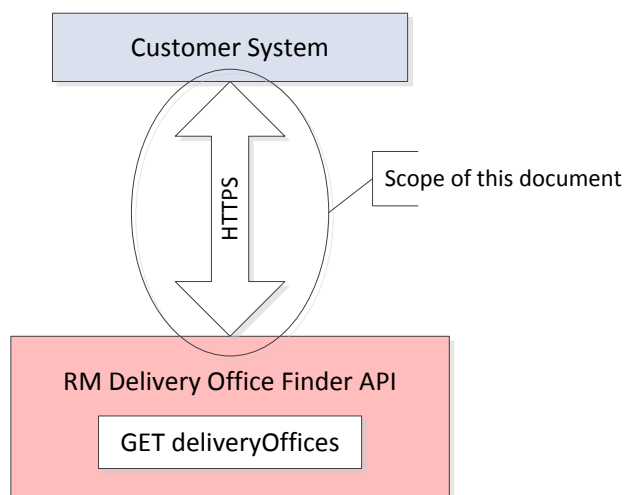 Customer System
HTTPS
Scope of this document
RM Delivery Office Finder API
GET deliveryOffices